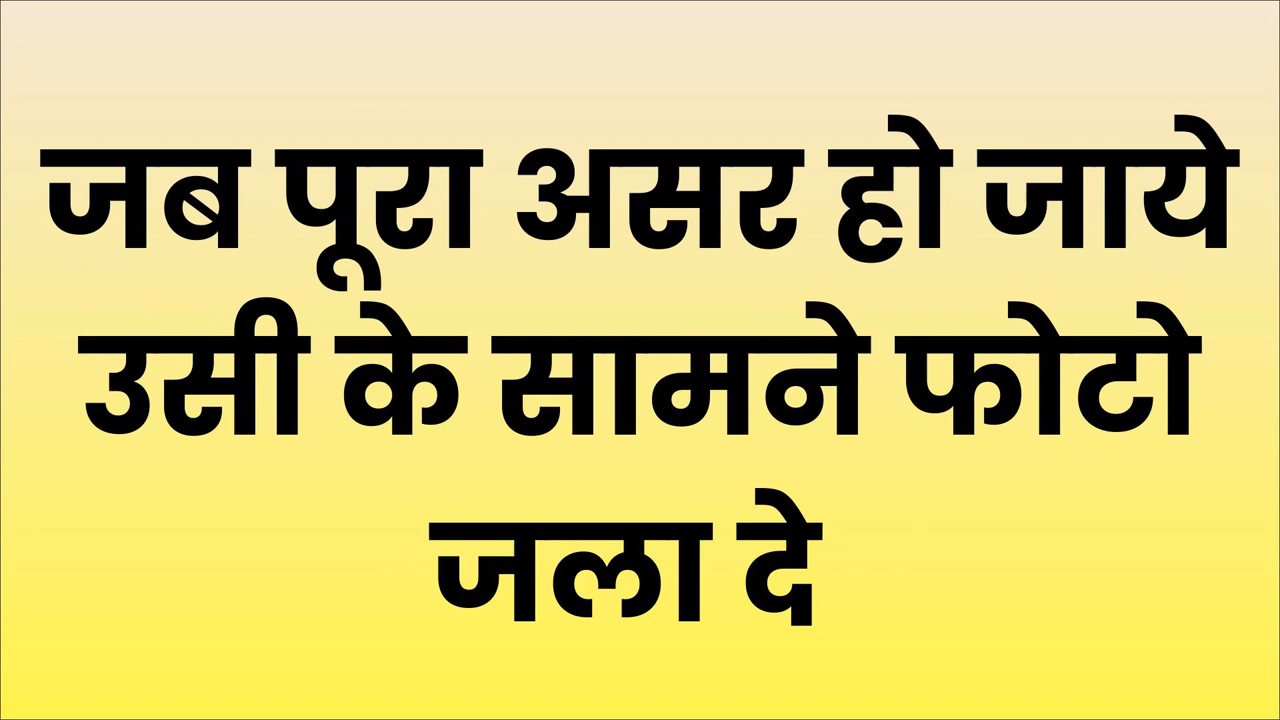 जब पूरा असर हो जाये
उसी के सामने फोटो
जला दे